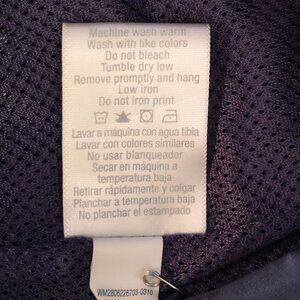 Machine wash warm
Wash with like colors
Do not bleach
Tumble dry low
Remove promptly and hang
Low iron
Do not iron print
Lavar a máquina con agua tibia
Lavar con colores similares
No usar blanqueador
Secar en máquina a
temperatura baja
Retirar rápidamente y colgar
Planchar a temperatura baja
No planchar el estampado
WM2806226703-0310